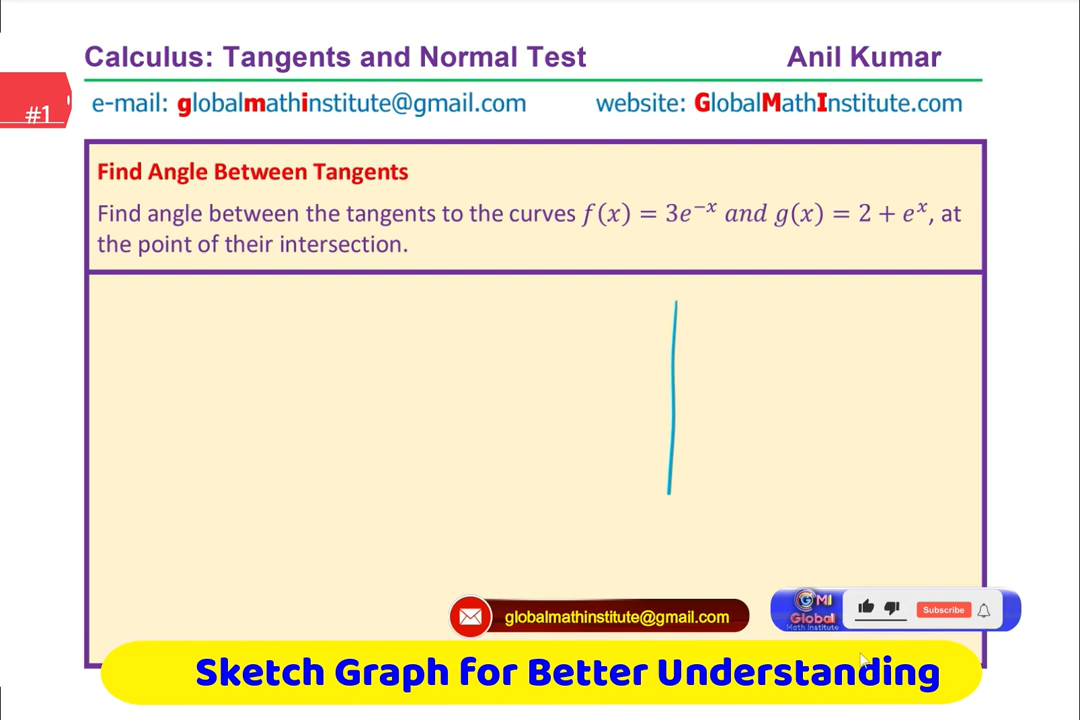 Calculus: Tangents and Normal Test Anil Kumar
#1
e-mail: globalmathinstitute@gmail.com website: GlobalMathInstitute.com
Find Angle Between Tangents
Find angle between the tangents to the curves f(x) = 3e⁻ˣ and g(x) = 2 + eˣ, at
the point of their intersection.
GMI
Global
Math Institute
Subscribe
globalmathinstitute@gmail.com
Sketch Graph for Better Understanding